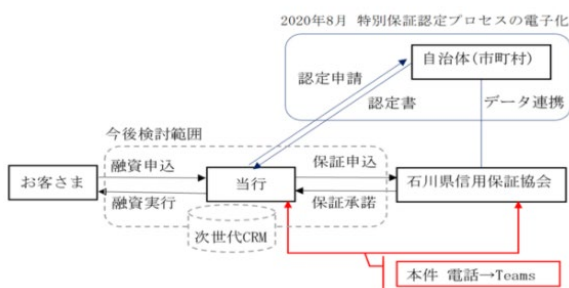 2020年8月 特別保証認定プロセスの電子化
自治体(市町村)
認定申請
認定書
データ連携
今後検討範囲
融資申込
保証申込
お客さま
当行
石川県信用保証協会
融資実行
保証承諾
次世代CRM
本件 電話→Teams